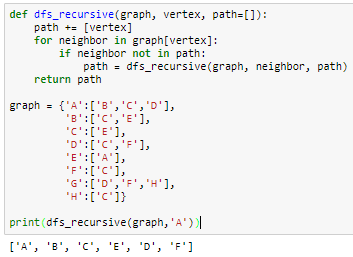 def dfs_recursive(graph, vertex, path=[]):
    path += [vertex]
    for neighbor in graph[vertex]:
        if neighbor not in path:
            path = dfs_recursive(graph, neighbor, path)
    return path
graph = {'A':['B','C','D'],
         'B':['C','E'],
         'C':['E'],
         'D':['C','F'],
         'E':['A'],
         'F':['C'],
         'G':['D','F','H'],
         'H':['C']}
print(dfs_recursive(graph,'A'))
['A', 'B', 'C', 'E', 'D', 'F']